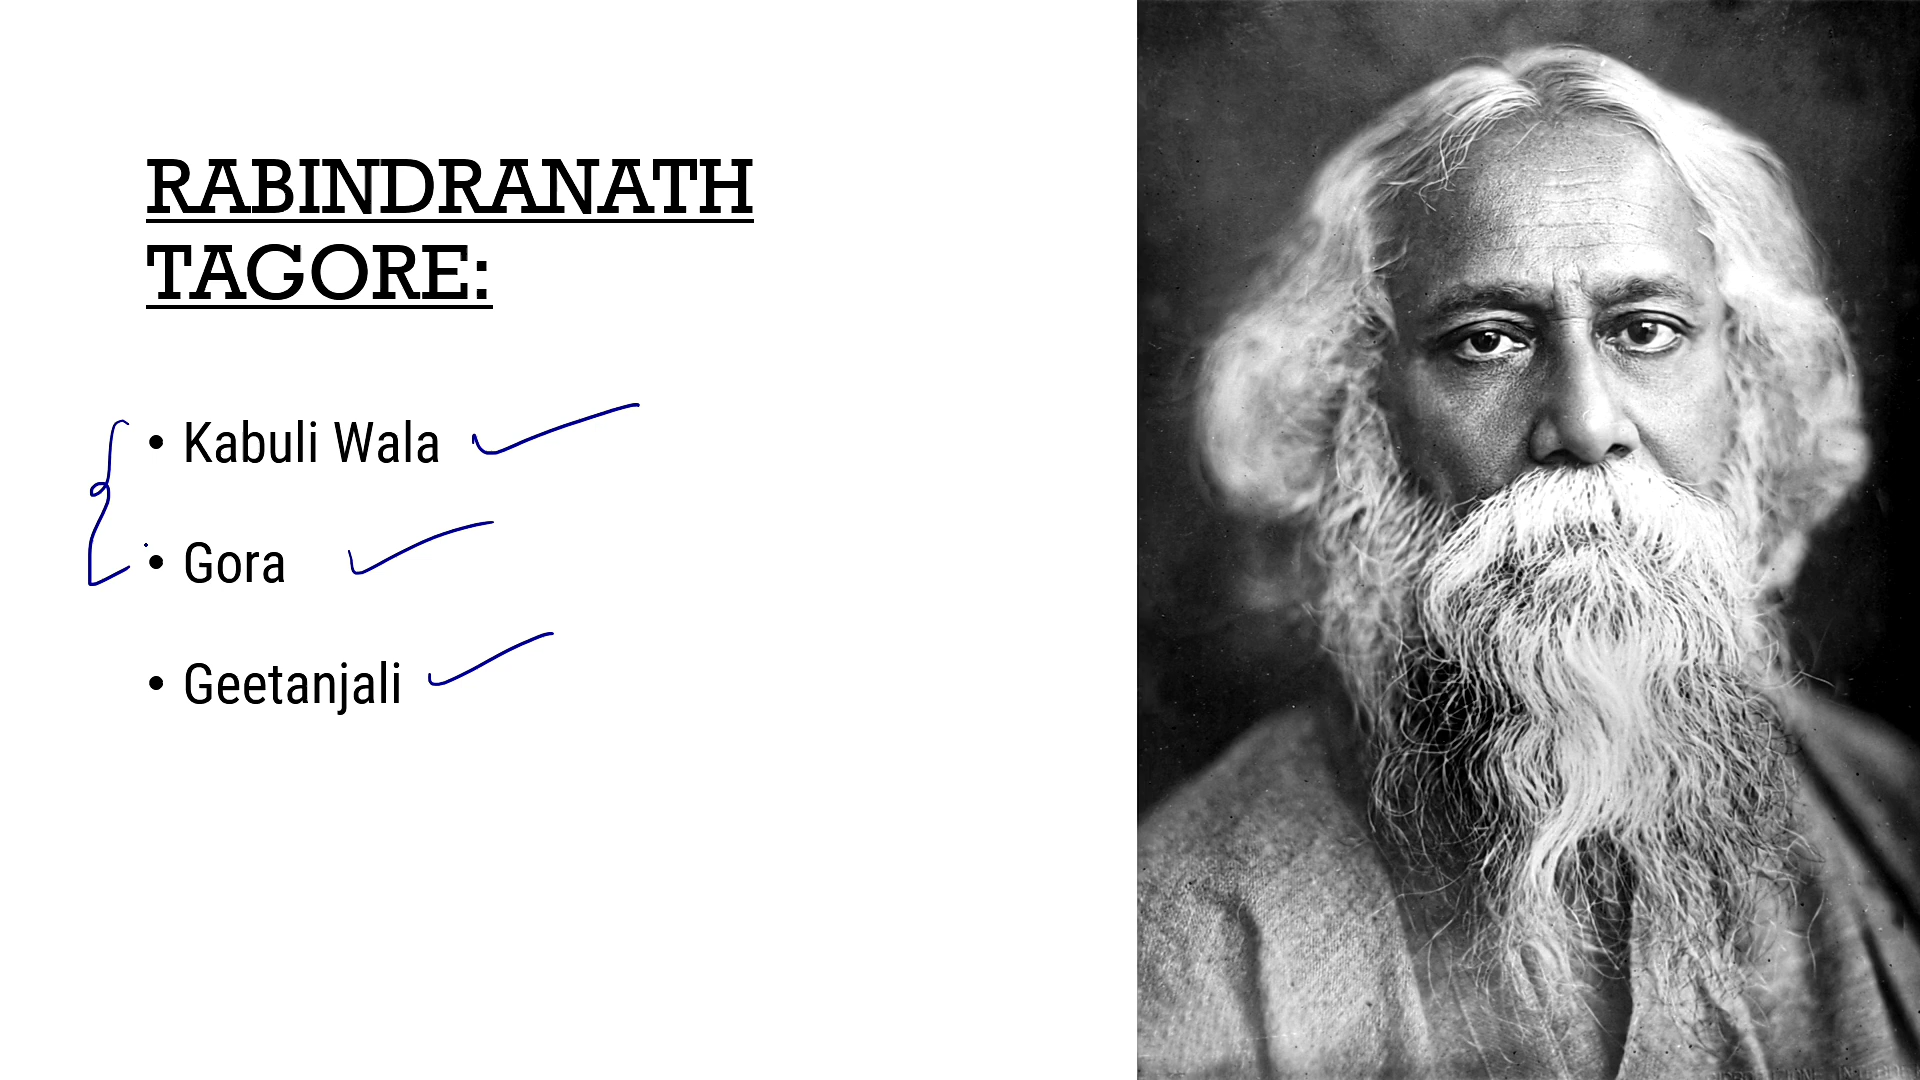 RABINDRANATH
TAGORE:
• Kabuli Wala
• Gora
• Geetanjali